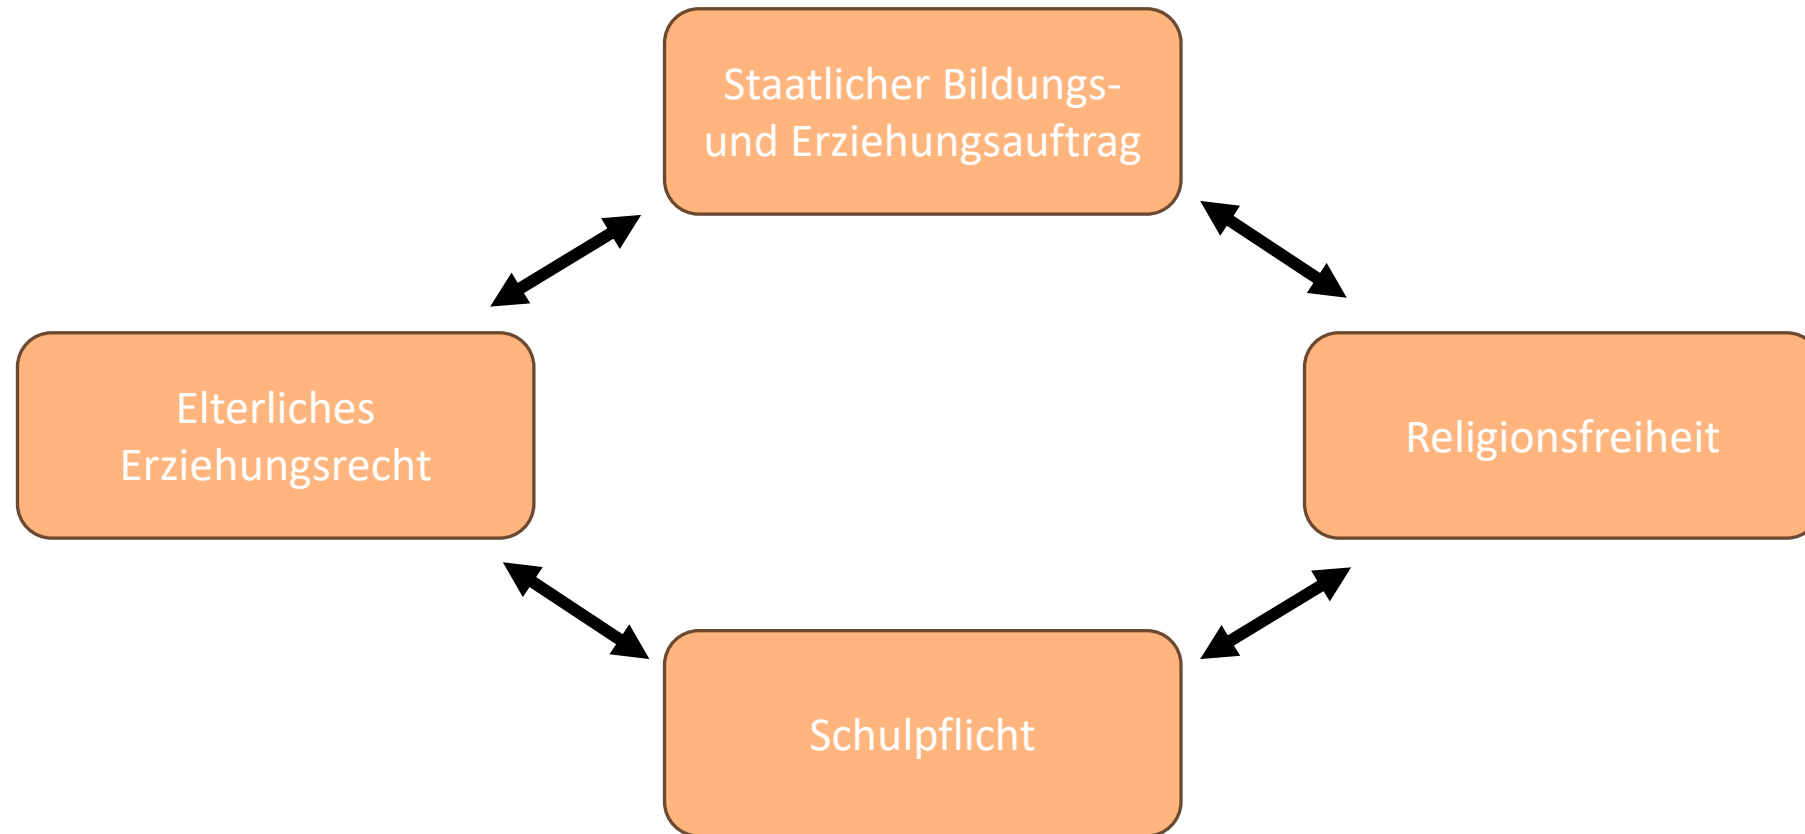 Staatlicher Bildungs-
und Erziehungsauftrag
Elterliches
Erziehungsrecht
Religionsfreiheit
Schulpflicht